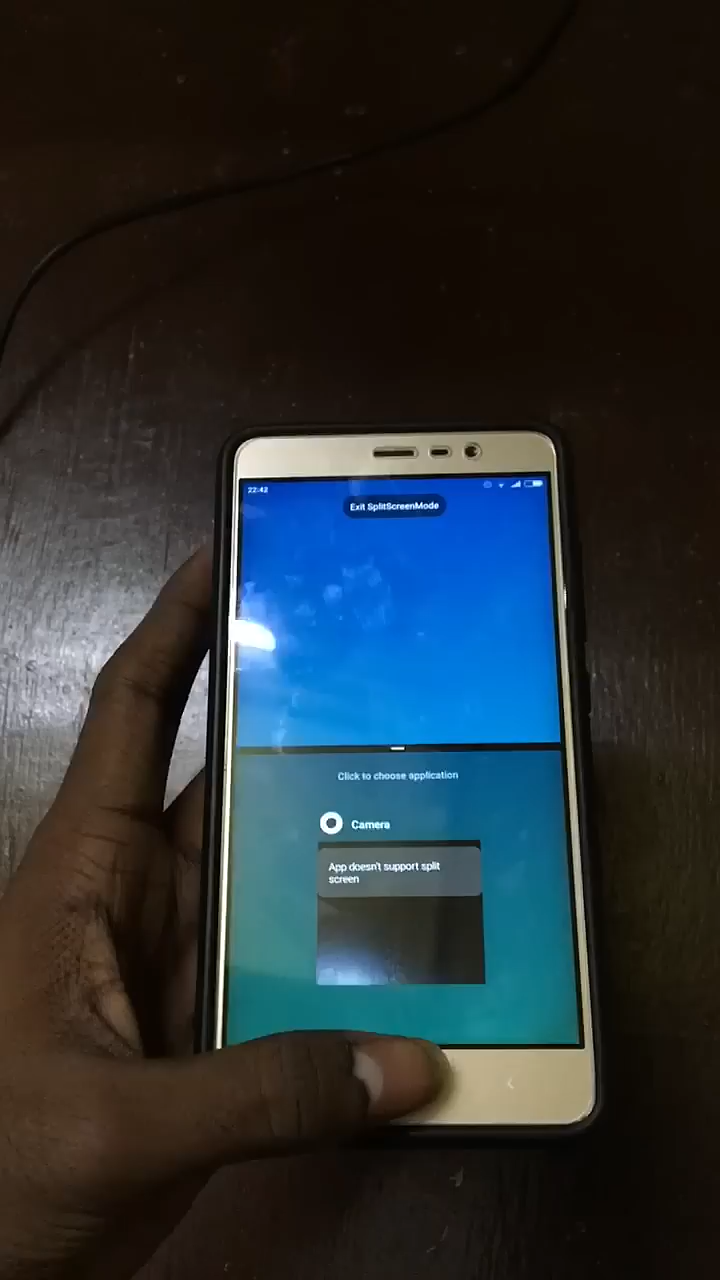 22:42
Exit SplitScreenMode
Click to choose application
Camera
App doesn't support split
screen